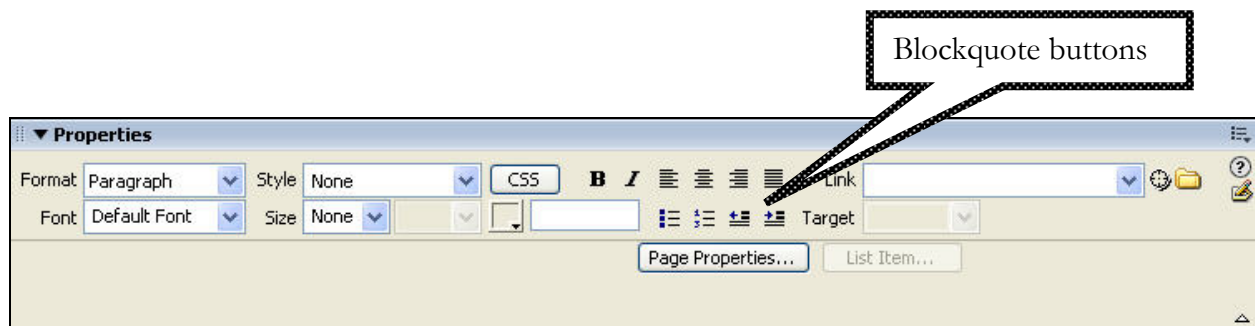 Blockquote buttons
Properties
Format Paragraph Style None CSS B I Link
Font Default Font Size None Target
Page Properties... List Item...